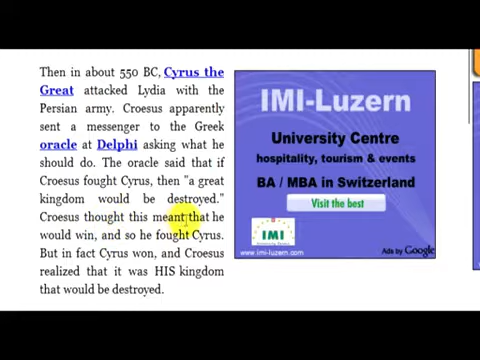 Then in about 550 BC, Cyrus the
Great attacked Lydia with the
Persian army. Croesus apparently
sent a messenger to the Greek
oracle at Delphi asking what he
should do. The oracle said that if
Croesus fought Cyrus, then "a great
kingdom would be destroyed."
Croesus thought this meant that he
would win, and so he fought Cyrus.
But in fact Cyrus won, and Croesus
realized that it was HIS kingdom
that would be destroyed.
IMI-Luzern
University Centre
hospitality, tourism & events
BA / MBA in Switzerland
Visit the best
IMI
www.imi-luzern.com
Ads by Google